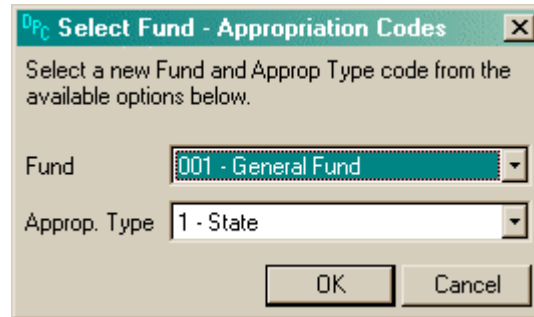 DPC Select Fund - Appropriation Codes
Select a new Fund and Approp Type code from the
available options below.
Fund 001 - General Fund
Approp. Type 1 - State
OK Cancel